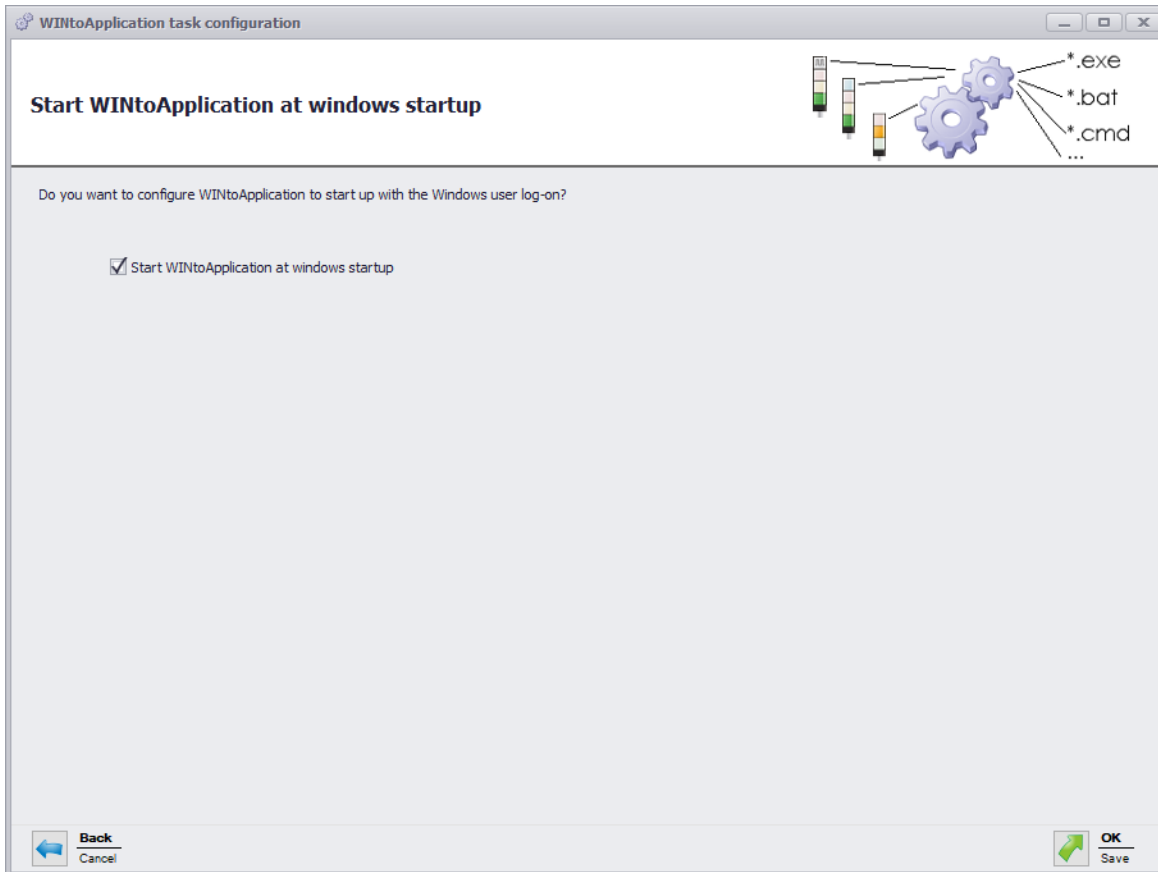 WINtoApplication task configuration
Start WINtoApplication at windows startup
*.exe
*.bat
*.cmd
...
Do you want to configure WINtoApplication to start up with the Windows user log-on?
Start WINtoApplication at windows startup
Back
Cancel
OK
Save